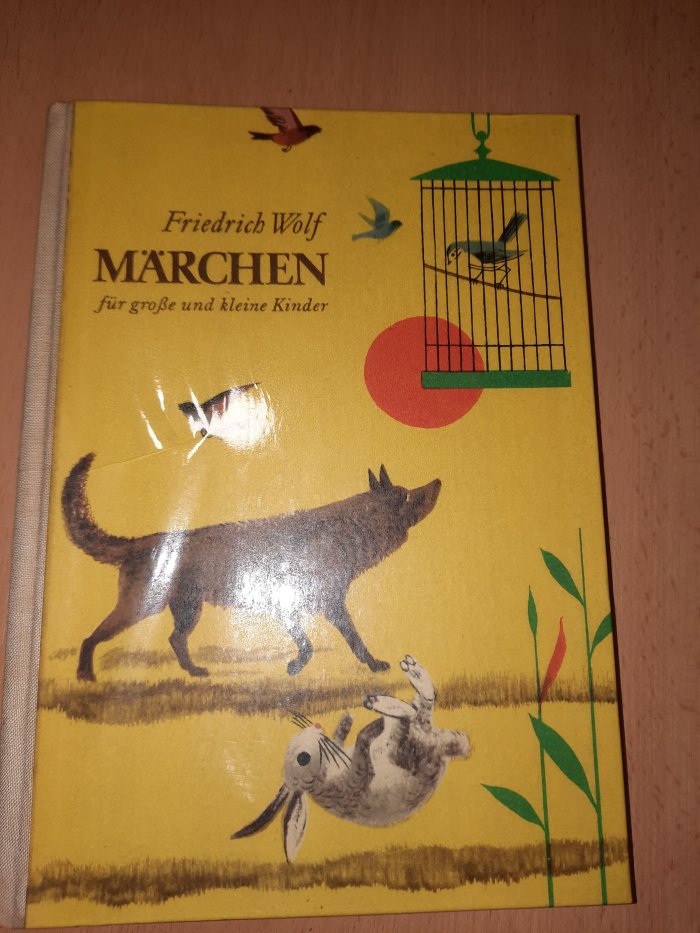 Friedrich Wolf
MÄRCHEN
für große und kleine Kinder